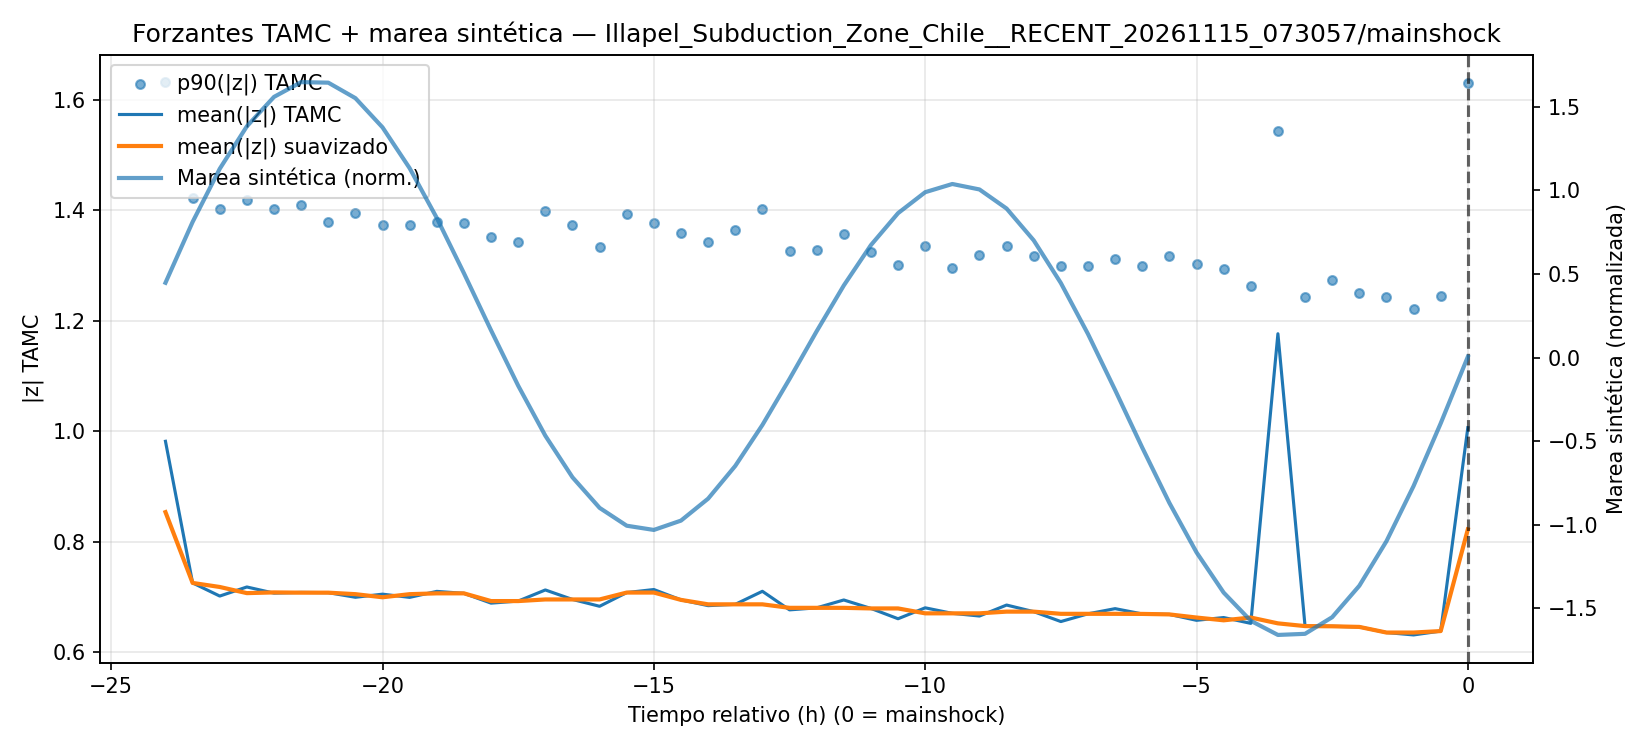 Forzantes TAMC + marea sintética — Illapel_Subduction_Zone_Chile__RECENT_20261115_073057/mainshock
p90(|z|) TAMC
mean(|z|) TAMC
mean(|z|) suavizado
Marea sintética (norm.)
|z| TAMC
1.6
1.4
1.2
1.0
0.8
0.6
1.5
1.0
0.5
0.0
−0.5
−1.0
−1.5
Marea sintética (normalizada)
−25
−20
−15
−10
−5
0
Tiempo relativo (h) (0 = mainshock)